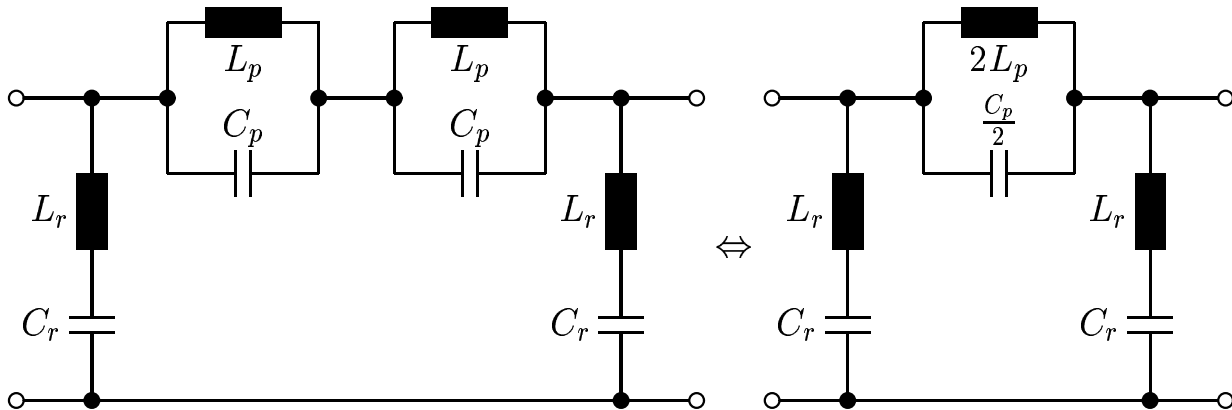 L_p L_p 2L_p
C_p C_p C_p/2
L_r L_r ⇔ L_r L_r
C_r C_r C_r C_r